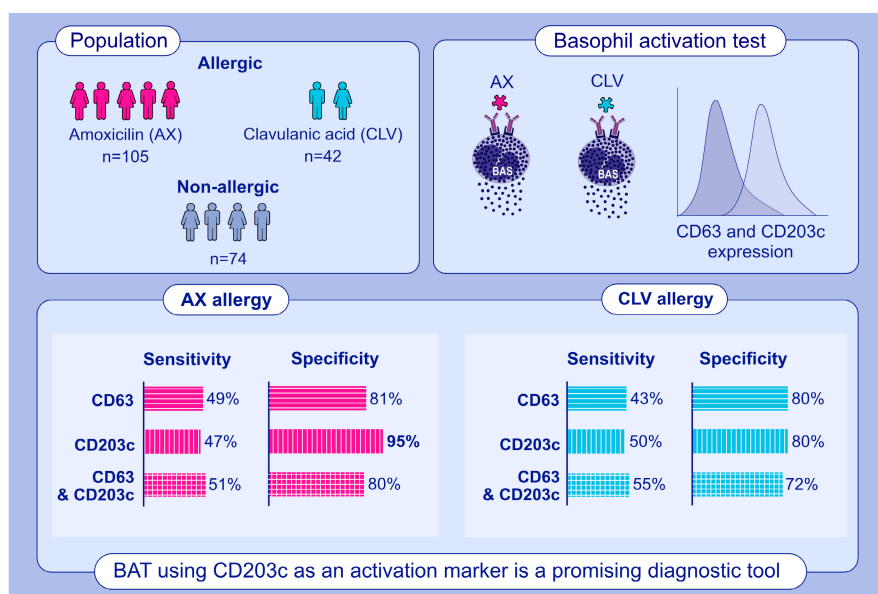 Population
Allergic
Amoxicilin (AX)
n=105
Clavulanic acid (CLV)
n=42
Non-allergic
n=74
Basophil activation test
AX
CLV
BAS
BAS
CD63 and CD203c
expression
AX allergy
Sensitivity
Specificity
CD63
49%
81%
CD203c
47%
95%
CD63
& CD203c
51%
80%
CLV allergy
Sensitivity
Specificity
CD63
43%
80%
CD203c
50%
80%
CD63
& CD203c
55%
72%
BAT using CD203c as an activation marker is a promising diagnostic tool